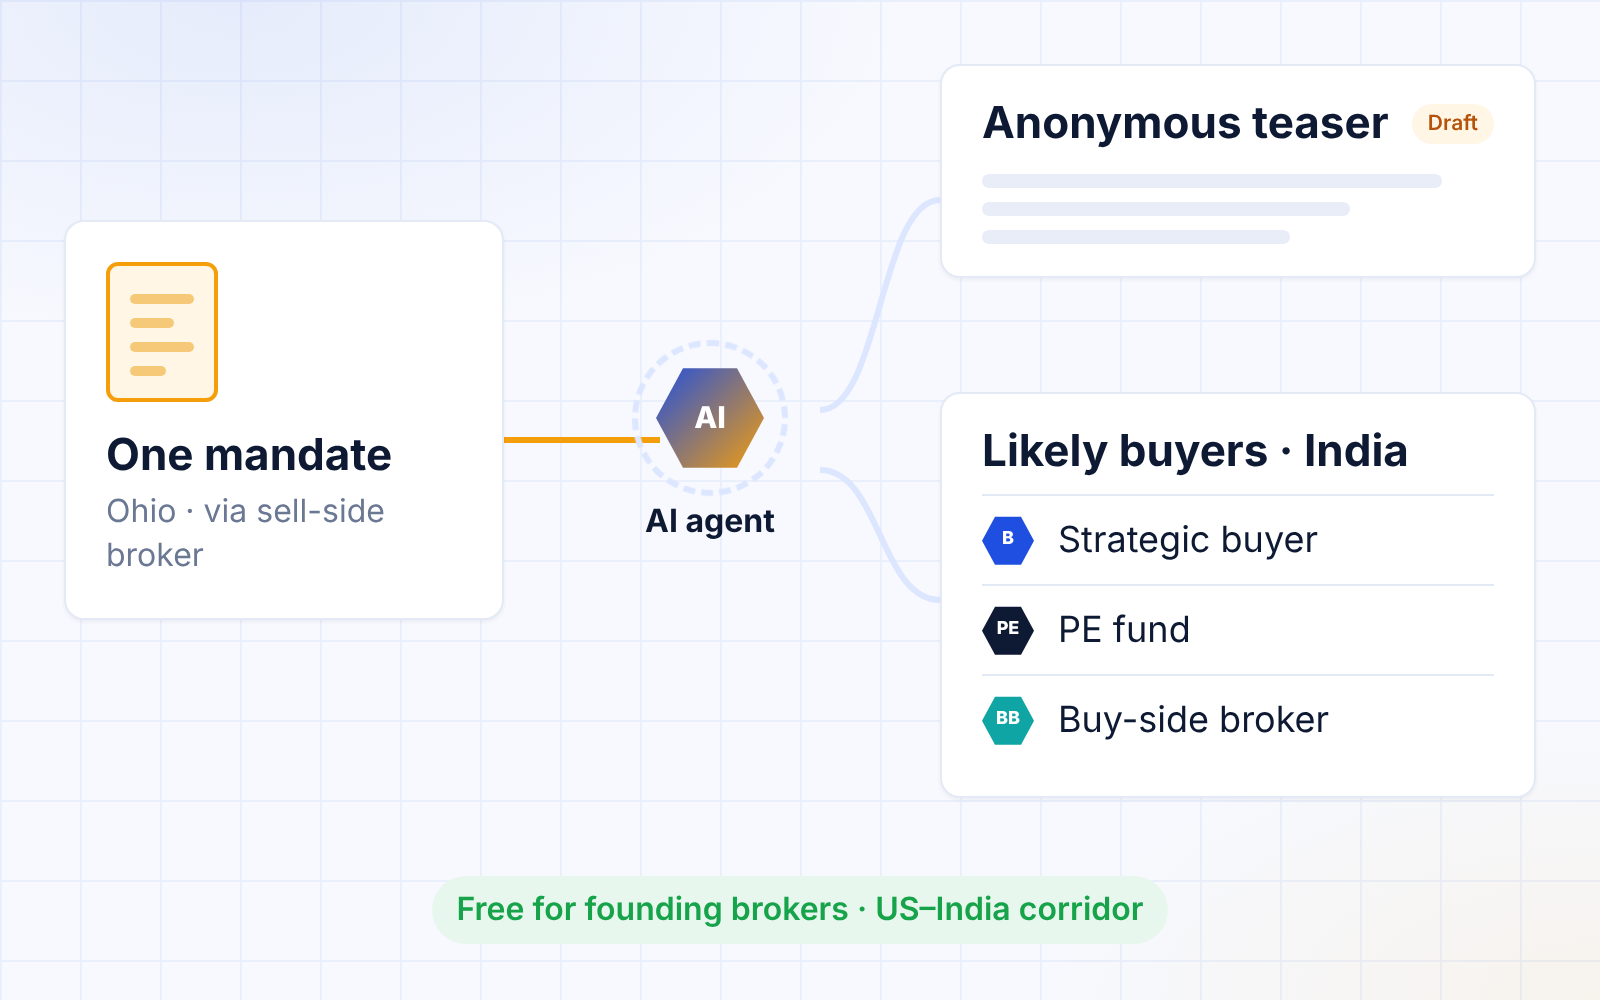 One mandate
Ohio · via sell-side
broker
AI
AI agent
Anonymous teaser
Draft
Likely buyers · India
B
Strategic buyer
PE
PE fund
BB
Buy-side broker
Free for founding brokers · US–India corridor